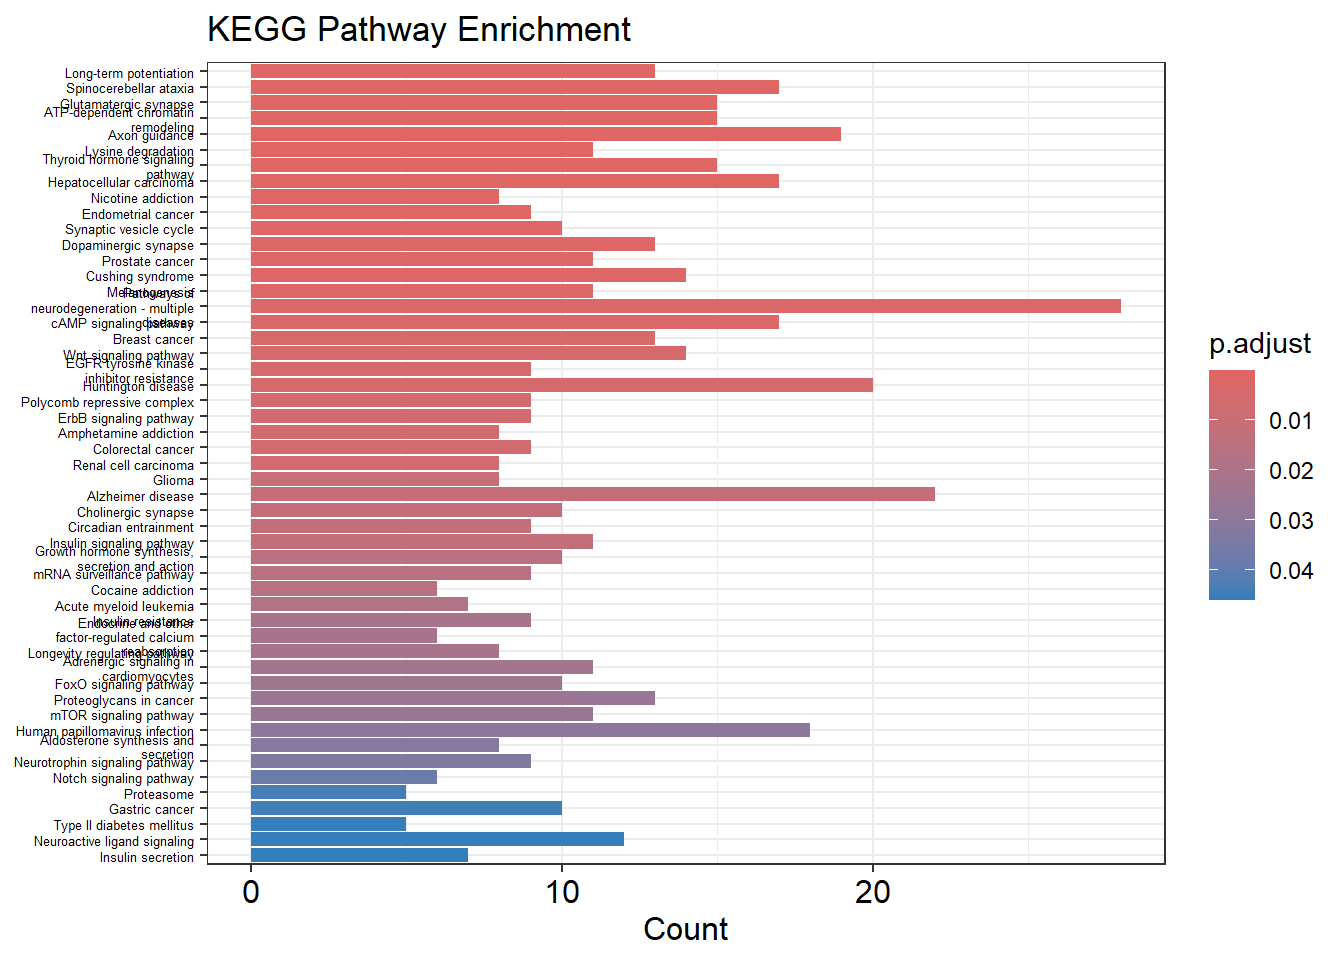 KEGG Pathway Enrichment
Long-term potentiation
Spinocerebellar ataxia
Glutamatergic synapse
ATP-dependent chromatin
remodeling
Axon guidance
Lysine degradation
Thyroid hormone signaling
pathway
Hepatocellular carcinoma
Nicotine addiction
Endometrial cancer
Synaptic vesicle cycle
Dopaminergic synapse
Prostate cancer
Cushing syndrome
Melanogenesis
Pathways of
neurodegeneration - multiple
diseases
cAMP signaling pathway
Breast cancer
Wnt signaling pathway
EGFR tyrosine kinase
inhibitor resistance
Huntington disease
Polycomb repressive complex
ErbB signaling pathway
Amphetamine addiction
Colorectal cancer
Renal cell carcinoma
Glioma
Alzheimer disease
Cholinergic synapse
Circadian entrainment
Insulin signaling pathway
Growth hormone synthesis,
secretion and action
mRNA surveillance pathway
Cocaine addiction
Acute myeloid leukemia
Insulin resistance
Endocrine and other
factor-regulated calcium
reabsorption
Longevity regulating pathway
Adrenergic signaling in
cardiomyocytes
FoxO signaling pathway
Proteoglycans in cancer
mTOR signaling pathway
Human papillomavirus infection
Aldosterone synthesis and
secretion
Neurotrophin signaling pathway
Notch signaling pathway
Proteasome
Gastric cancer
Type II diabetes mellitus
Neuroactive ligand signaling
Insulin secretion
0 10 20
Count
p.adjust
0.01
0.02
0.03
0.04